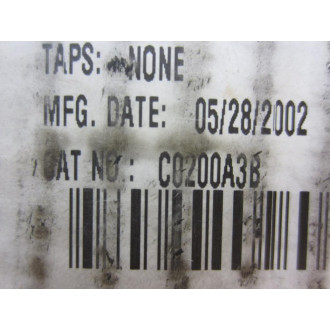 TAPS: NONE
MFG. DATE: 05/28/2002
CAT NO.: C0200A3B